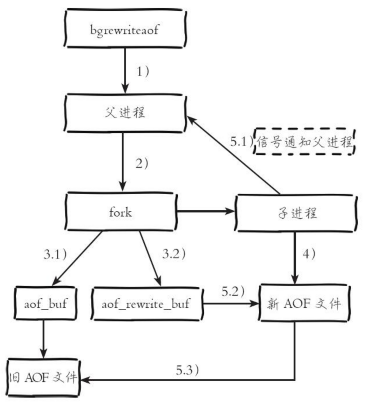 bgrewriteaof
1)
父进程
5.1) 信号通知父进程
2)
fork
子进程
3.1)
3.2)
4)
aof_buf
aof_rewrite_buf
5.2)
新 AOF 文件
5.3)
旧 AOF 文件